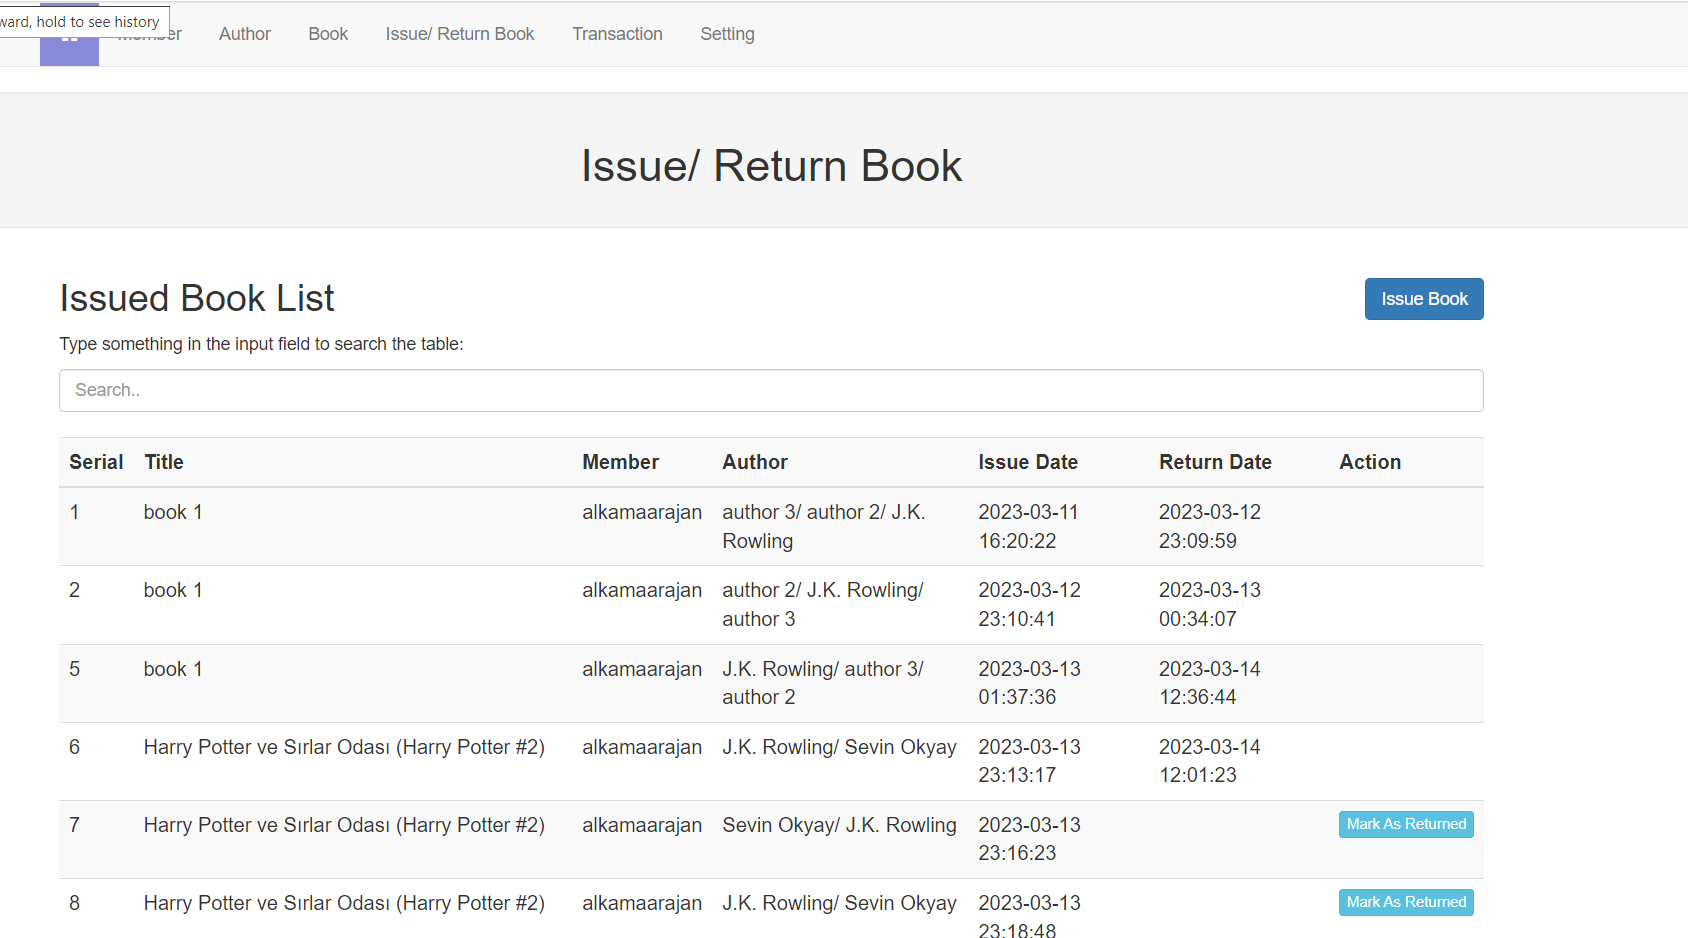 ward, hold to see history
Member Author Book Issue/ Return Book Transaction Setting
Issue/ Return Book
Issued Book List
Issue Book
Type something in the input field to search the table:
Search..
Serial Title Member Author Issue Date Return Date Action
1 book 1 alkamaarajan author 3/ author 2/ J.K. 2023-03-11 2023-03-12
Rowling 16:20:22 23:09:59
2 book 1 alkamaarajan author 2/ J.K. Rowling/ 2023-03-12 2023-03-13
author 3 23:10:41 00:34:07
5 book 1 alkamaarajan J.K. Rowling/ author 3/ 2023-03-13 2023-03-14
author 2 01:37:36 12:36:44
6 Harry Potter ve Sırlar Odası (Harry Potter #2) alkamaarajan J.K. Rowling/ Sevin Okyay 2023-03-13 2023-03-14
23:13:17 12:01:23
7 Harry Potter ve Sırlar Odası (Harry Potter #2) alkamaarajan Sevin Okyay/ J.K. Rowling 2023-03-13 Mark As Returned
23:16:23
8 Harry Potter ve Sırlar Odası (Harry Potter #2) alkamaarajan J.K. Rowling/ Sevin Okyay 2023-03-13 Mark As Returned
23:18:48